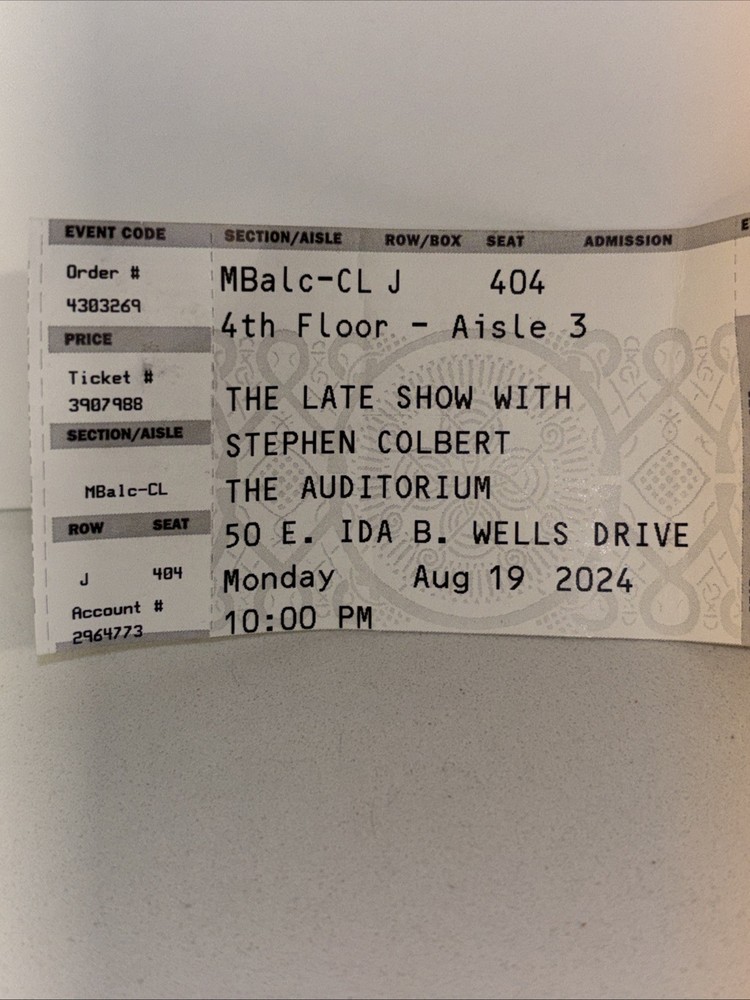 EVENT CODE
Order #
4303269
PRICE
Ticket #
3907988
SECTION/AISLE
MBalc-CL
ROW SEAT
J 404
Account #
2964773
SECTION/AISLE ROW/BOX SEAT ADMISSION
MBalc-CL J 404
4th Floor - Aisle 3
THE LATE SHOW WITH
STEPHEN COLBERT
THE AUDITORIUM
50 E. IDA B. WELLS DRIVE
Monday Aug 19 2024
10:00 PM